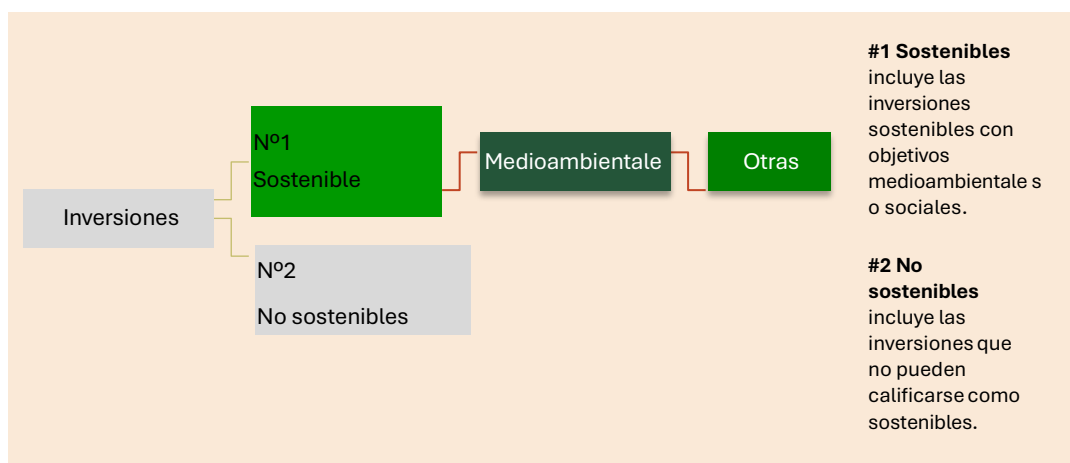 Inversiones
Nº1
Sostenible
Medioambientale
Otras
Nº2
No sostenibles
#1 Sostenibles
incluye las
inversiones
sostenibles con
objetivos
medioambientale s
o sociales.
#2 No
sostenibles
incluye las
inversiones que
no pueden
calificarse como
sostenibles.